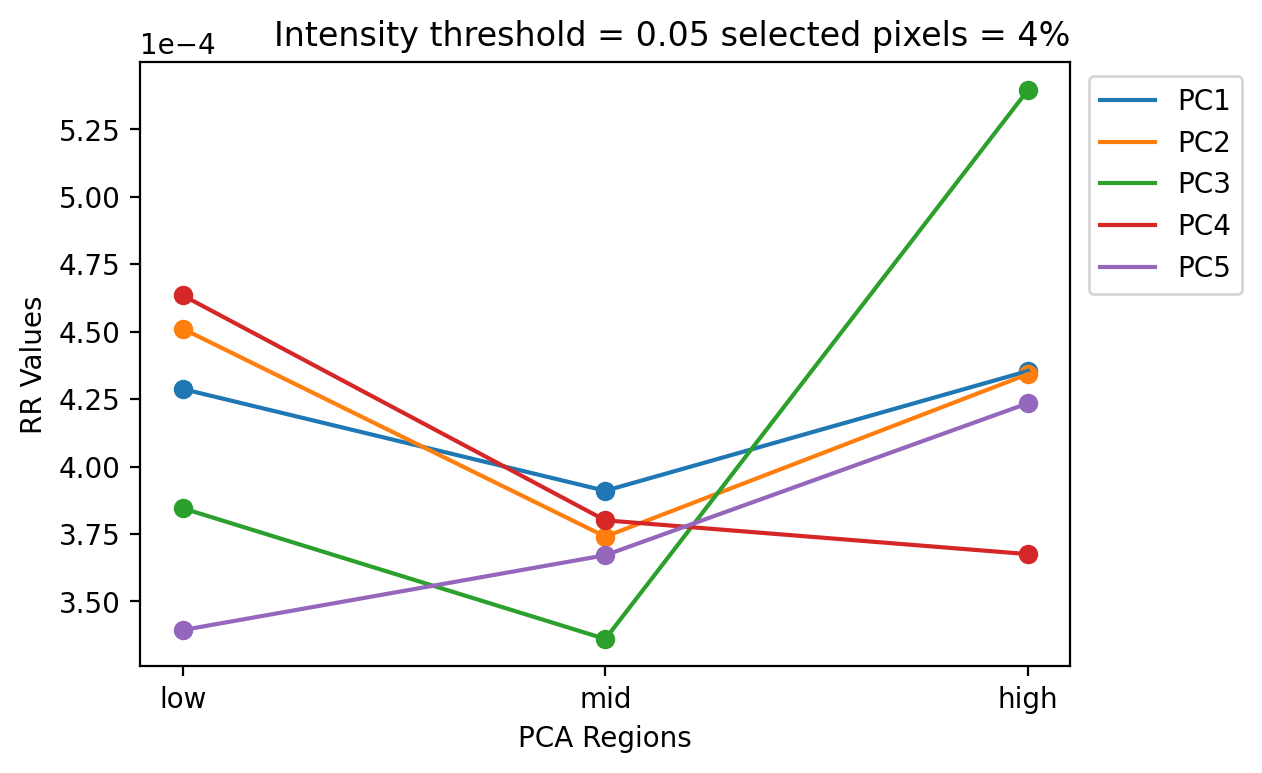 Intensity threshold = 0.05 selected pixels = 4%
1e−4
5.25
5.00
4.75
4.50
4.25
4.00
3.75
3.50
RR Values
low
mid
high
PCA Regions
PC1
PC2
PC3
PC4
PC5